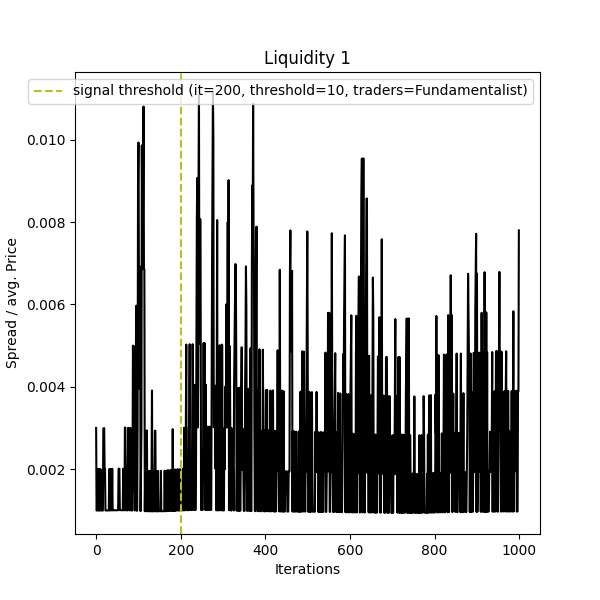 Liquidity 1
signal threshold (it=200, threshold=10, traders=Fundamentalist)
Spread / avg. Price
0.010
0.008
0.006
0.004
0.002
0 200 400 600 800 1000
Iterations